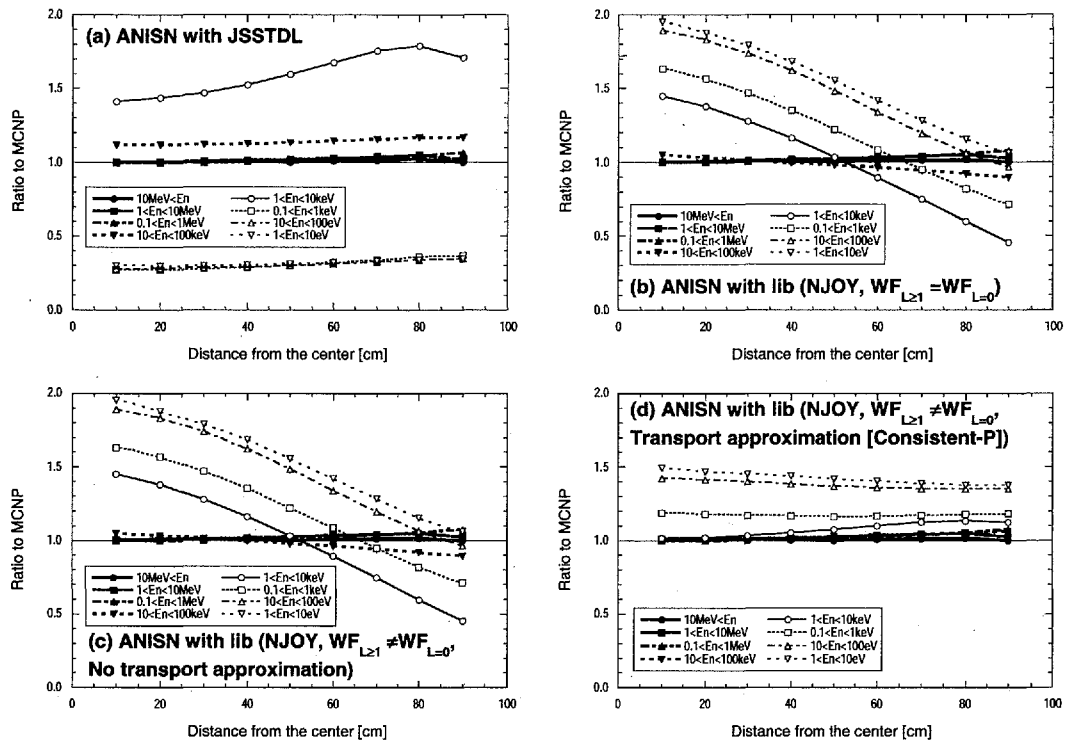 (a) ANISN with JSSTDL
Ratio to MCNP
2.0
1.5
1.0
0.5
0.0
10MeV<En
1<En<10MeV
0.1<En<1MeV
10<En<100keV
1<En<10keV
0.1<En<1keV
10<En<100eV
1<En<10eV
0 20 40 60 80 100
Distance from the center [cm]
Ratio to MCNP
2.0
1.5
1.0
0.5
0.0
10MeV<En
1<En<10MeV
0.1<En<1MeV
10<En<100keV
1<En<10keV
0.1<En<1keV
10<En<100eV
1<En<10eV
(b) ANISN with lib (NJOY, WF L≥1 =WF L=0)
0 20 40 60 80 100
Distance from the center [cm]
Ratio to MCNP
2.0
1.5
1.0
0.5
0.0
10MeV<En
1<En<10MeV
0.1<En<1MeV
10<En<100keV
1<En<10keV
0.1<En<1keV
10<En<100eV
1<En<10eV
(c) ANISN with lib (NJOY, WF L≥1 ≠WF L=0,
No transport approximation)
0 20 40 60 80 100
Distance from the center [cm]
(d) ANISN with lib (NJOY, WF L≥1 ≠WF L=0,
Transport approximation [Consistent-P])
Ratio to MCNP
2.0
1.5
1.0
0.5
0.0
10MeV<En
1<En<10MeV
0.1<En<1MeV
10<En<100keV
1<En<10keV
0.1<En<1keV
10<En<100eV
1<En<10eV
0 20 40 60 80 100
Distance from the center [cm]